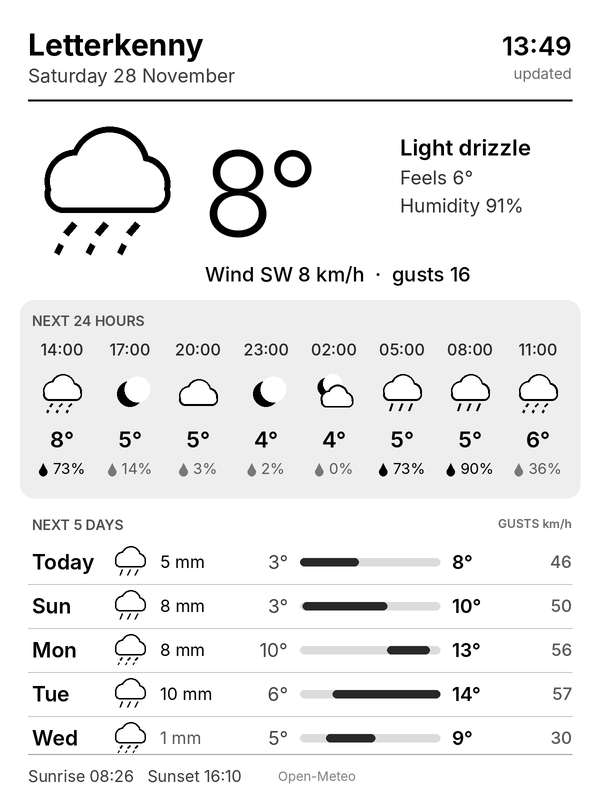 Letterkenny 13:49
Saturday 28 November updated
8°
Light drizzle
Feels 6°
Humidity 91%
Wind SW 8 km/h · gusts 16
NEXT 24 HOURS
14:00 17:00 20:00 23:00 02:00 05:00 08:00 11:00
8° 5° 5° 4° 4° 5° 5° 6°
73% 14% 3% 2% 0% 73% 90% 36%
NEXT 5 DAYS GUSTS km/h
Today 5 mm 3° 8° 46
Sun 8 mm 3° 10° 50
Mon 8 mm 10° 13° 56
Tue 10 mm 6° 14° 57
Wed 1 mm 5° 9° 30
Sunrise 08:26 Sunset 16:10 Open-Meteo